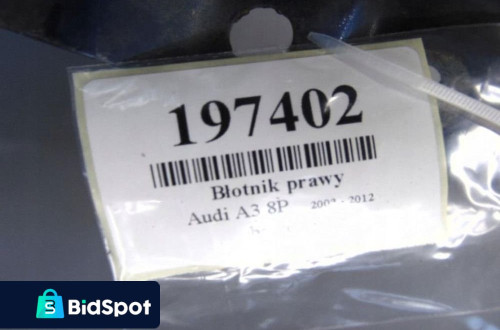 197402
Błotnik prawy
Audi A3 8P 2003 - 2012
BidSpot